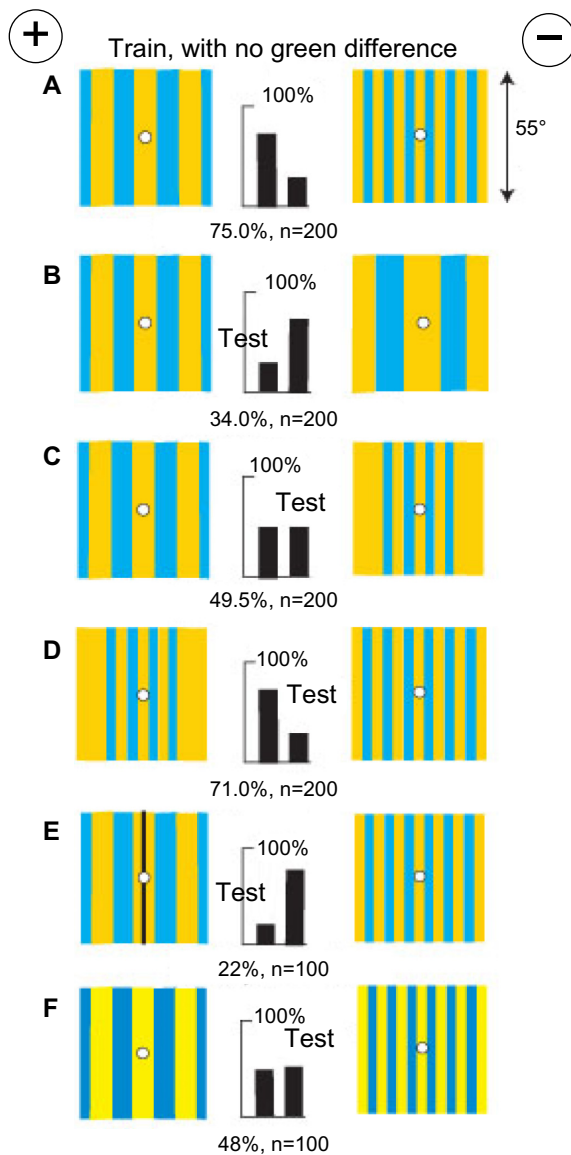 +
−
Train, with no green difference
A
100%
55°
75.0%, n=200
B
100%
Test
34.0%, n=200
C
100%
Test
49.5%, n=200
D
100%
Test
71.0%, n=200
E
100%
Test
22%, n=100
F
100%
Test
48%, n=100